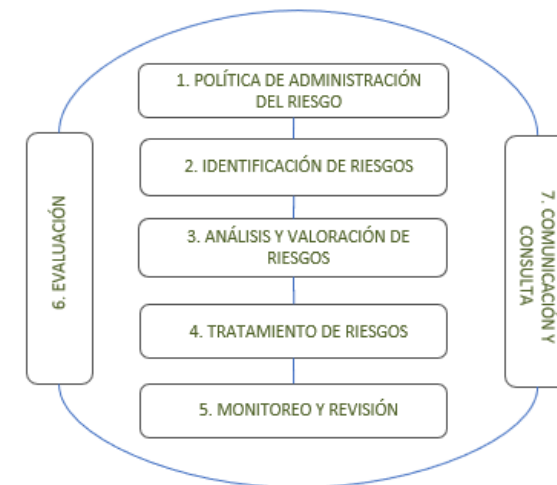 1. POLÍTICA DE ADMINISTRACIÓN
DEL RIESGO
2. IDENTIFICACIÓN DE RIESGOS
3. ANÁLISIS Y VALORACIÓN DE
RIESGOS
4. TRATAMIENTO DE RIESGOS
5. MONITOREO Y REVISIÓN
6. EVALUACIÓN
7. COMUNICACIÓN Y
CONSULTA